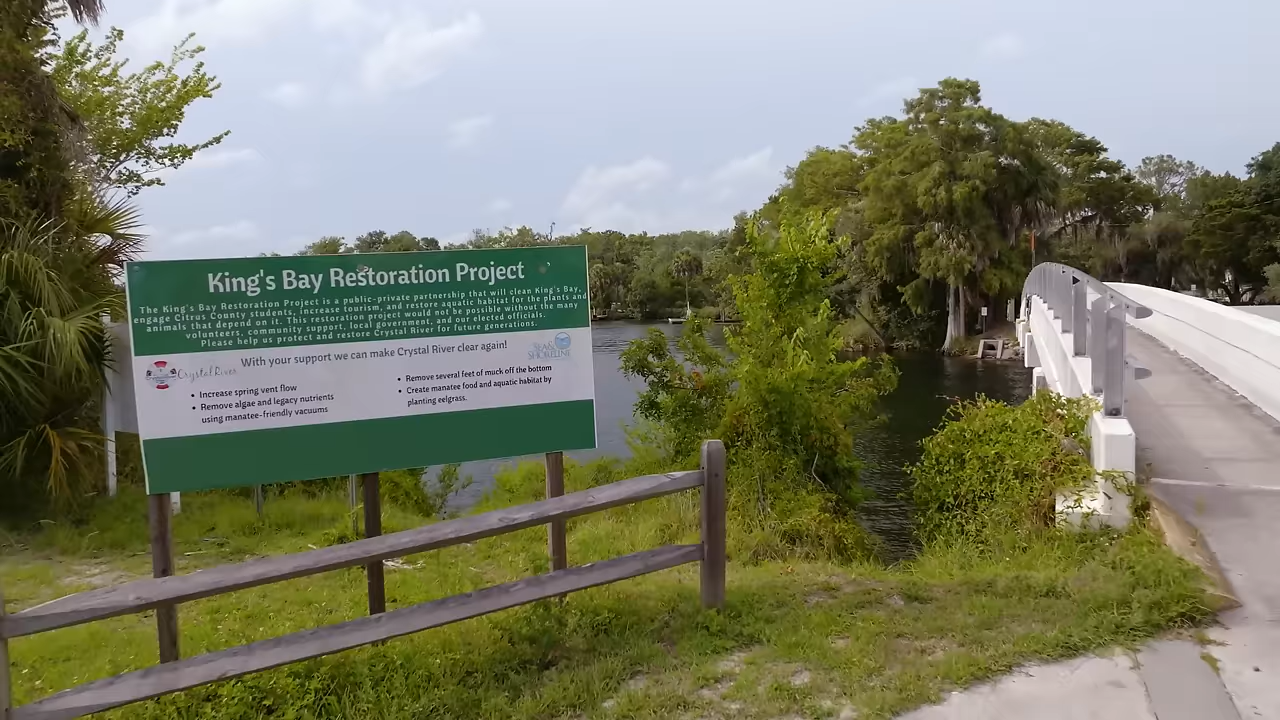 King's Bay Restoration Project
The King's Bay Restoration Project is a public-private partnership that will clean King's Bay,
engage Citrus County students, increase tourism, and restore aquatic habitat for the plants and
animals that depend on it. This restoration project would not be possible without the many
volunteers, community support, local government, and our elected officials.
Please help us protect and restore Crystal River for future generations.
With your support we can make Crystal River clear again!
Crystal River
SAVE
SHORELINE
• Increase spring vent flow
• Remove algae and legacy nutrients
using manatee-friendly vacuums
• Remove several feet of muck off the bottom
• Create manatee food and aquatic habitat by
planting eelgrass.